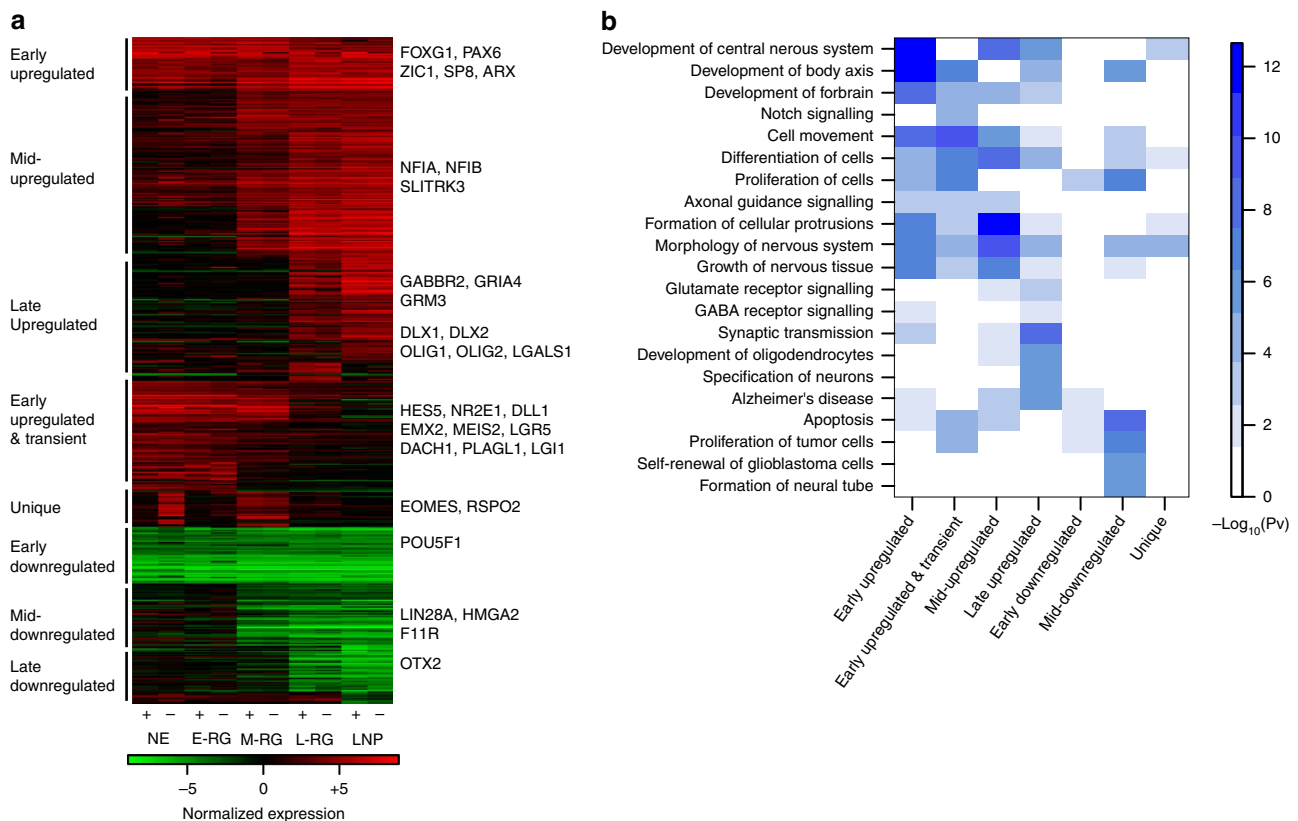 a
Early
upregulated
Mid-
upregulated
Late
Upregulated
Early
upregulated
& transient
Unique
Early
downregulated
Mid-
downregulated
Late
downregulated
FOXG1, PAX6
ZIC1, SP8, ARX
NFIA, NFIB
SLITRK3
GABBR2, GRIA4
GRM3
DLX1, DLX2
OLIG1, OLIG2, LGALS1
HES5, NR2E1, DLL1
EMX2, MEIS2, LGR5
DACH1, PLAGL1, LGI1
EOMES, RSPO2
POU5F1
LIN28A, HMGA2
F11R
OTX2
+ – + – + – + – + –
NE E-RG M-RG L-RG LNP
–5 0 +5
Normalized expression
b
Development of central nerous system
Development of body axis
Development of forbrain
Notch signalling
Cell movement
Differentiation of cells
Proliferation of cells
Axonal guidance signalling
Formation of cellular protrusions
Morphology of nervous system
Growth of nervous tissue
Glutamate receptor signalling
GABA receptor signalling
Synaptic transmission
Development of oligodendrocytes
Specification of neurons
Alzheimer's disease
Apoptosis
Proliferation of tumor cells
Self-renewal of glioblastoma cells
Formation of neural tube
Early upregulated
Early upregulated & transient
Mid-upregulated
Late upregulated
Early downregulated
Mid-downregulated
Unique
12
10
8
6
4
2
0
–Log10(Pv)